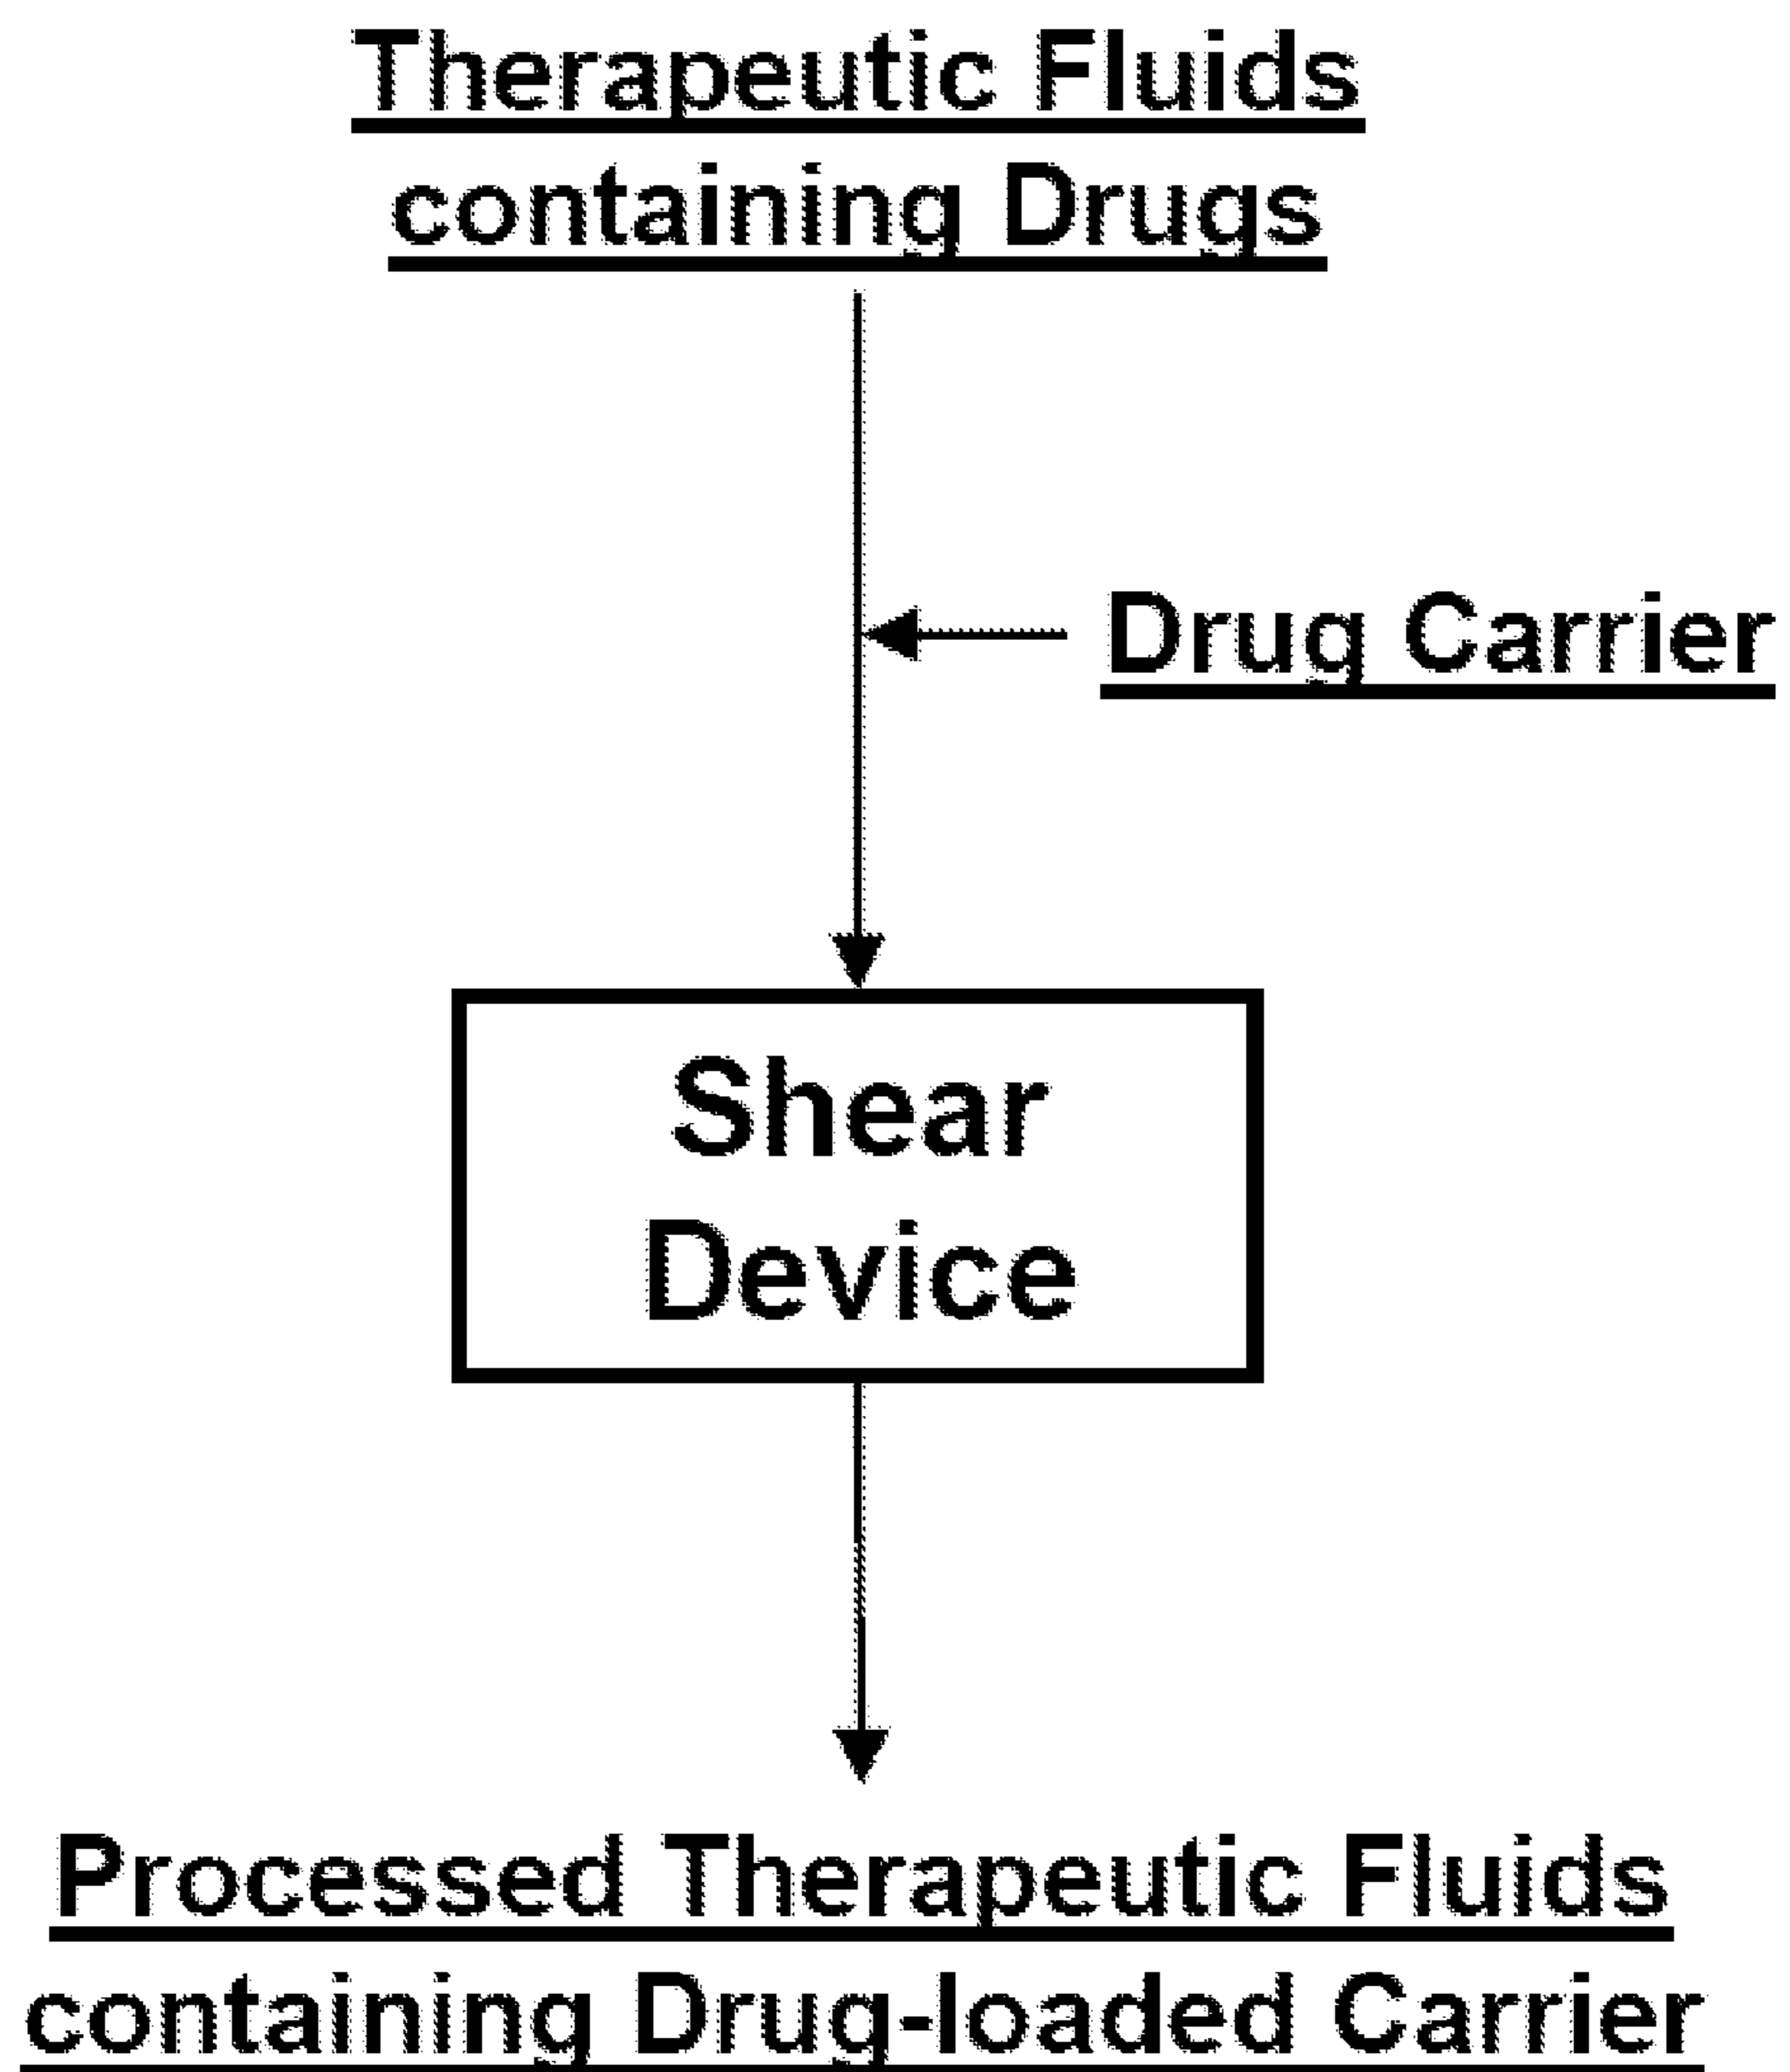 Therapeutic Fluids
containing Drugs
Drug Carrier
Shear
Device
Processed Therapeutic Fluids
containing Drug-loaded Carrier